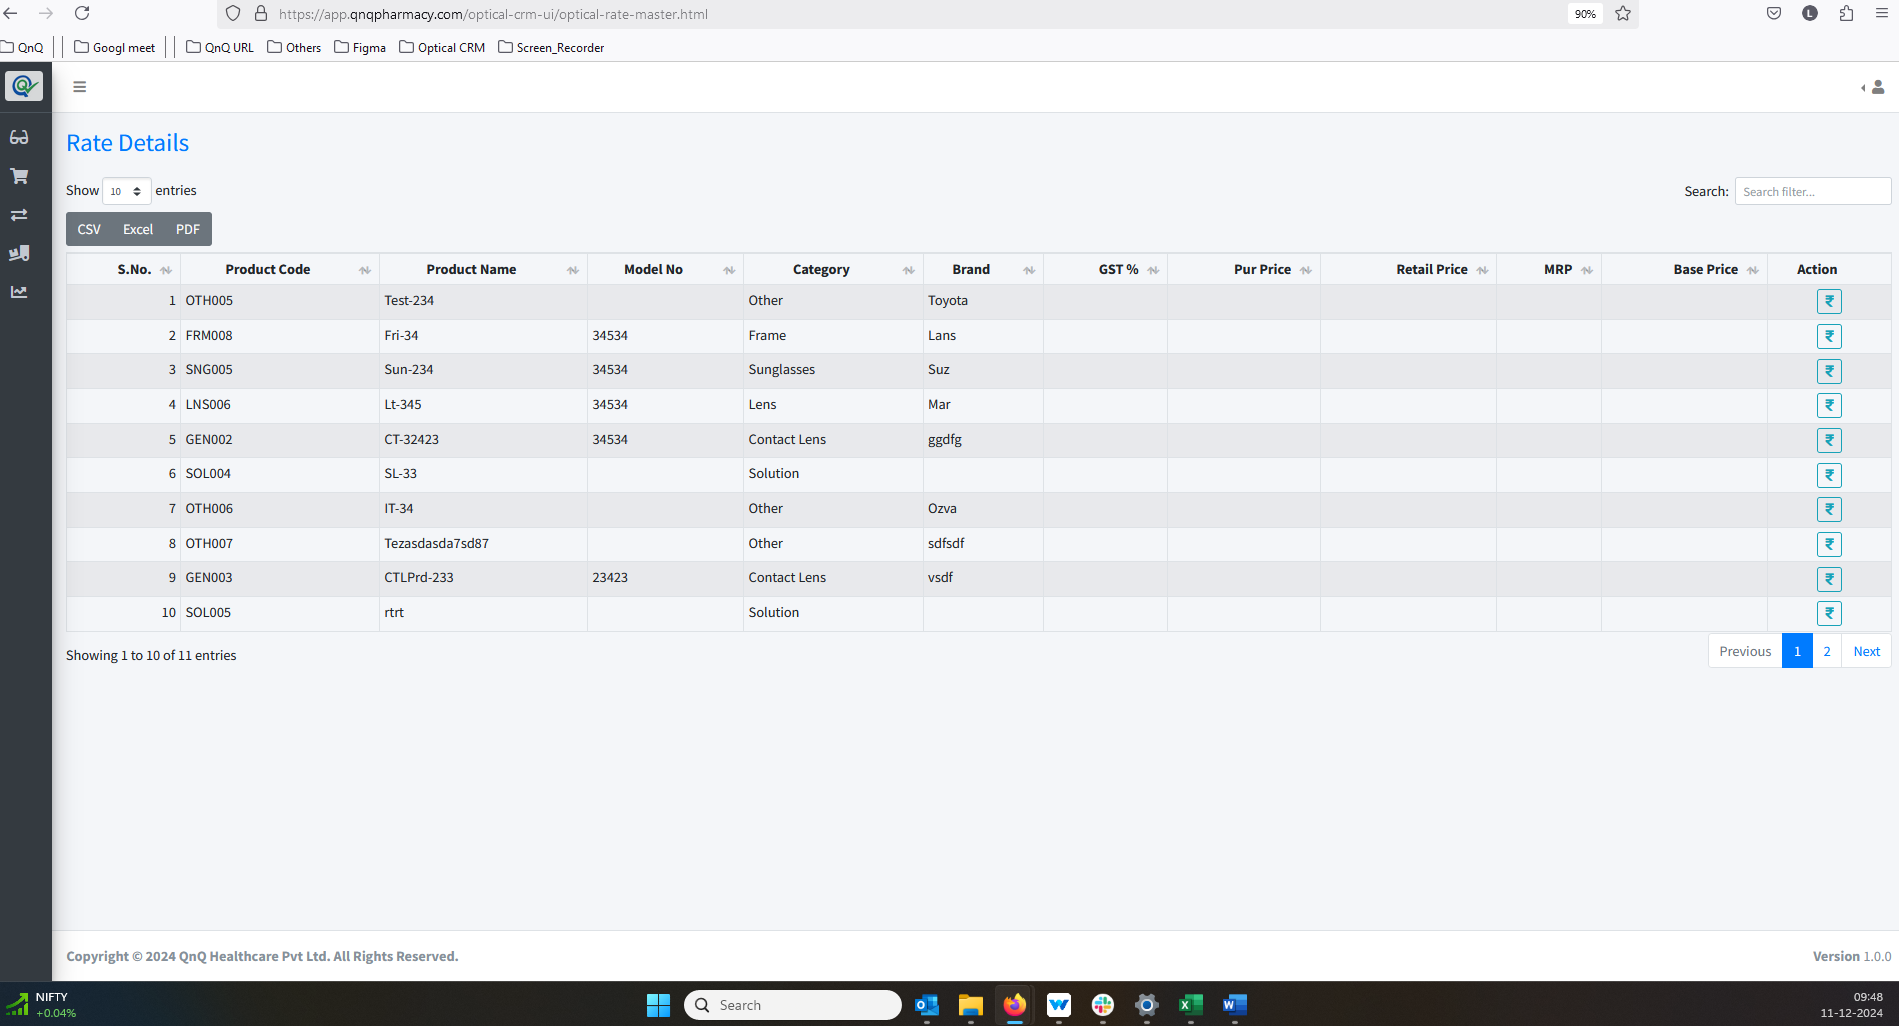 https://app.qnqpharmacy.com/optical-crm-ui/optical-rate-master.html 90% L
QnQ Googl meet QnQ URL Others Figma Optical CRM Screen_Recorder
Rate Details
Show 10 entries Search: Search filter...
CSV Excel PDF
S.No. Product Code Product Name Model No Category Brand GST % Pur Price Retail Price MRP Base Price Action
1 OTH005 Test-234 Other Toyota ₹
2 FRM008 Fri-34 34534 Frame Lans ₹
3 SNG005 Sun-234 34534 Sunglasses Suz ₹
4 LNS006 Lt-345 34534 Lens Mar ₹
5 GEN002 CT-32423 34534 Contact Lens ggdfg ₹
6 SOL004 SL-33 Solution ₹
7 OTH006 IT-34 Other Ozva ₹
8 OTH007 Tezasdasda7sd87 Other sdfsdf ₹
9 GEN003 CTLPrd-233 23423 Contact Lens vsdf ₹
10 SOL005 rtrt Solution ₹
Showing 1 to 10 of 11 entries Previous 1 2 Next
Copyright © 2024 QnQ Healthcare Pvt Ltd. All Rights Reserved. Version 1.0.0
NIFTY
+0.04%
Search
09:48
11-12-2024